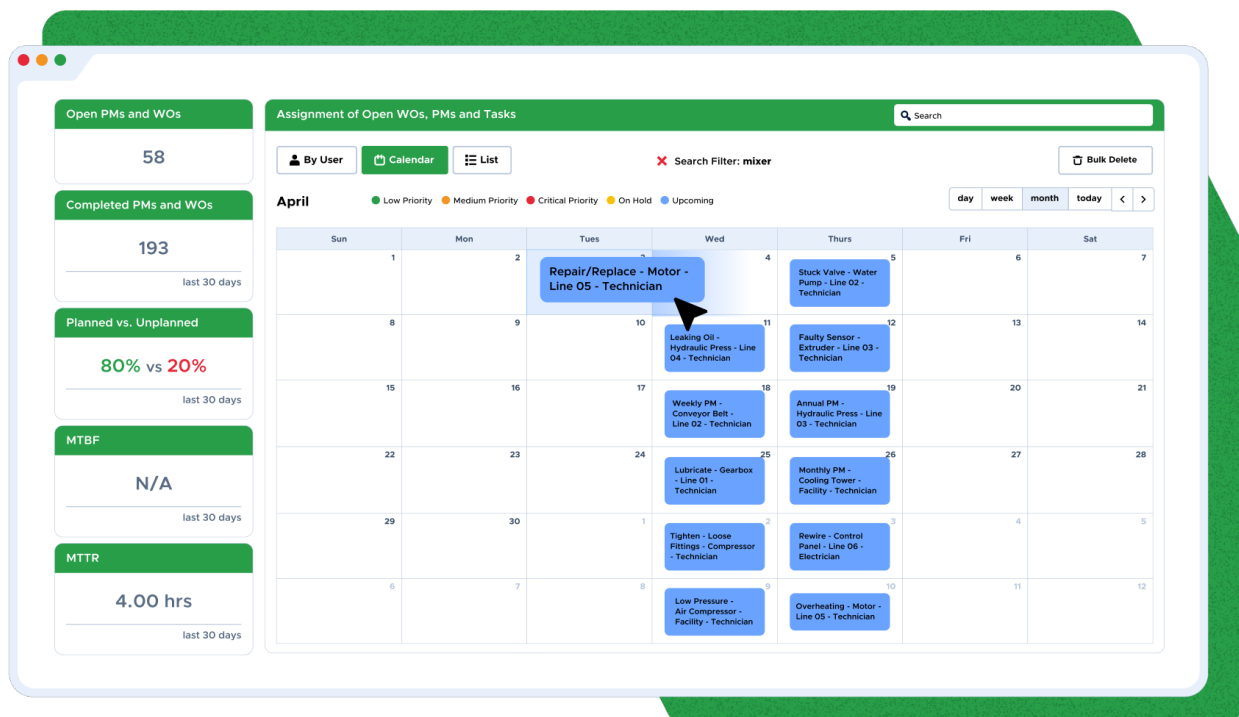 Open PMs and WOs
58
Completed PMs and WOs
193
last 30 days
Planned vs. Unplanned
80% vs 20%
last 30 days
MTBF
N/A
last 30 days
MTTR
4.00 hrs
last 30 days
Assignment of Open WOs, PMs and Tasks
Search
By User
Calendar
List
Search Filter: mixer
Bulk Delete
April
Low Priority
Medium Priority
Critical Priority
On Hold
Upcoming
day
week
month
today
Sun
Mon
Tues
Wed
Thurs
Fri
Sat
1
2
Repair/Replace - Motor -
Line 05 - Technician
4
5
Stuck Valve - Water
Pump - Line 02 -
Technician
6
7
8
9
10
11
Leaking Oil -
Hydraulic Press - Line
04 - Technician
12
Faulty Sensor -
Extruder - Line 03 -
Technician
13
14
15
16
17
18
Weekly PM -
Conveyor Belt -
Line 02 - Technician
19
Annual PM -
Hydraulic Press - Line
03 - Technician
20
21
22
23
24
25
Lubricate - Gearbox
- Line 01 -
Technician
26
Monthly PM -
Cooling Tower -
Facility - Technician
27
28
29
30
1
2
Tighten - Loose
Fittings - Compressor
- Technician
3
Rewire - Control
Panel - Line 06 -
Electrician
4
5
6
7
8
9
Low Pressure -
Air Compressor -
Facility - Technician
10
Overheating - Motor -
Line 05 - Technician
11
12